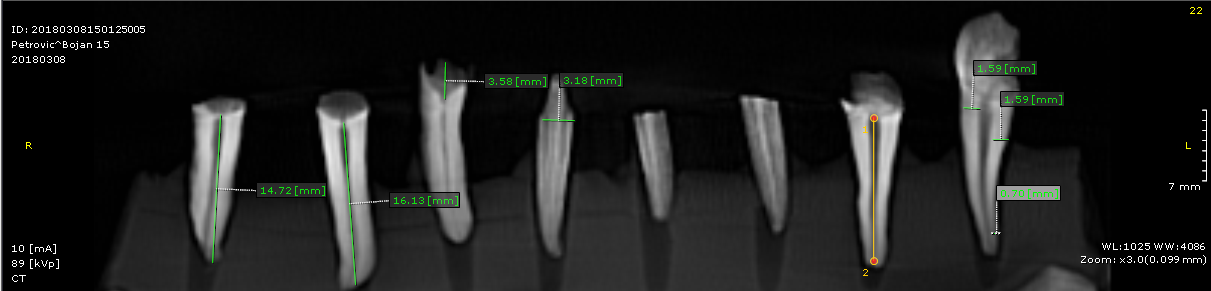 22
ID: 20180308150125005
Petrovic^Bojan 15
20180308
3.58[mm]
3.18[mm]
1.59[mm]
1.59[mm]
R
L
14.72[mm]
16.13[mm]
7 mm
10 [mA]
89 [kVp]
CT
2
WL:1025 WW:4086
Zoom: x3.0(0.099mm)